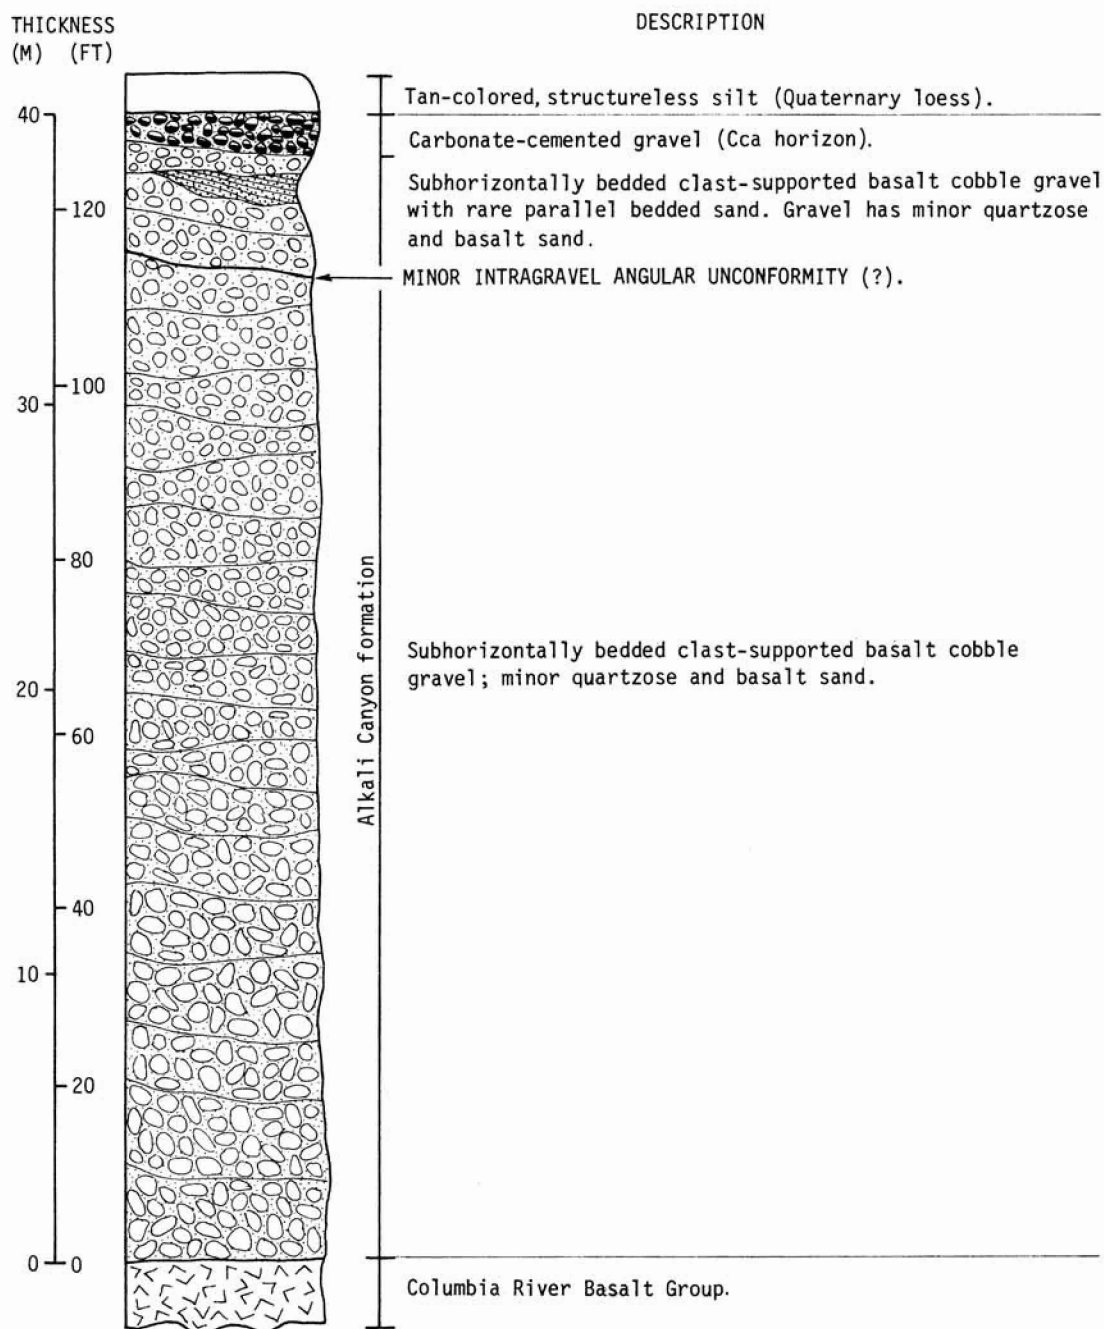 THICKNESS
(M) (FT)
DESCRIPTION
Tan-colored, structureless silt (Quaternary loess).
40
Carbonate-cemented gravel (Cca horizon).
Subhorizontally bedded clast-supported basalt cobble gravel
with rare parallel bedded sand. Gravel has minor quartzose
and basalt sand.
120
MINOR INTRAGRAVEL ANGULAR UNCONFORMITY (?).
100
30
80
Alkali Canyon formation
Subhorizontally bedded clast-supported basalt cobble
gravel; minor quartzose and basalt sand.
20
60
40
10
20
0 0
Columbia River Basalt Group.